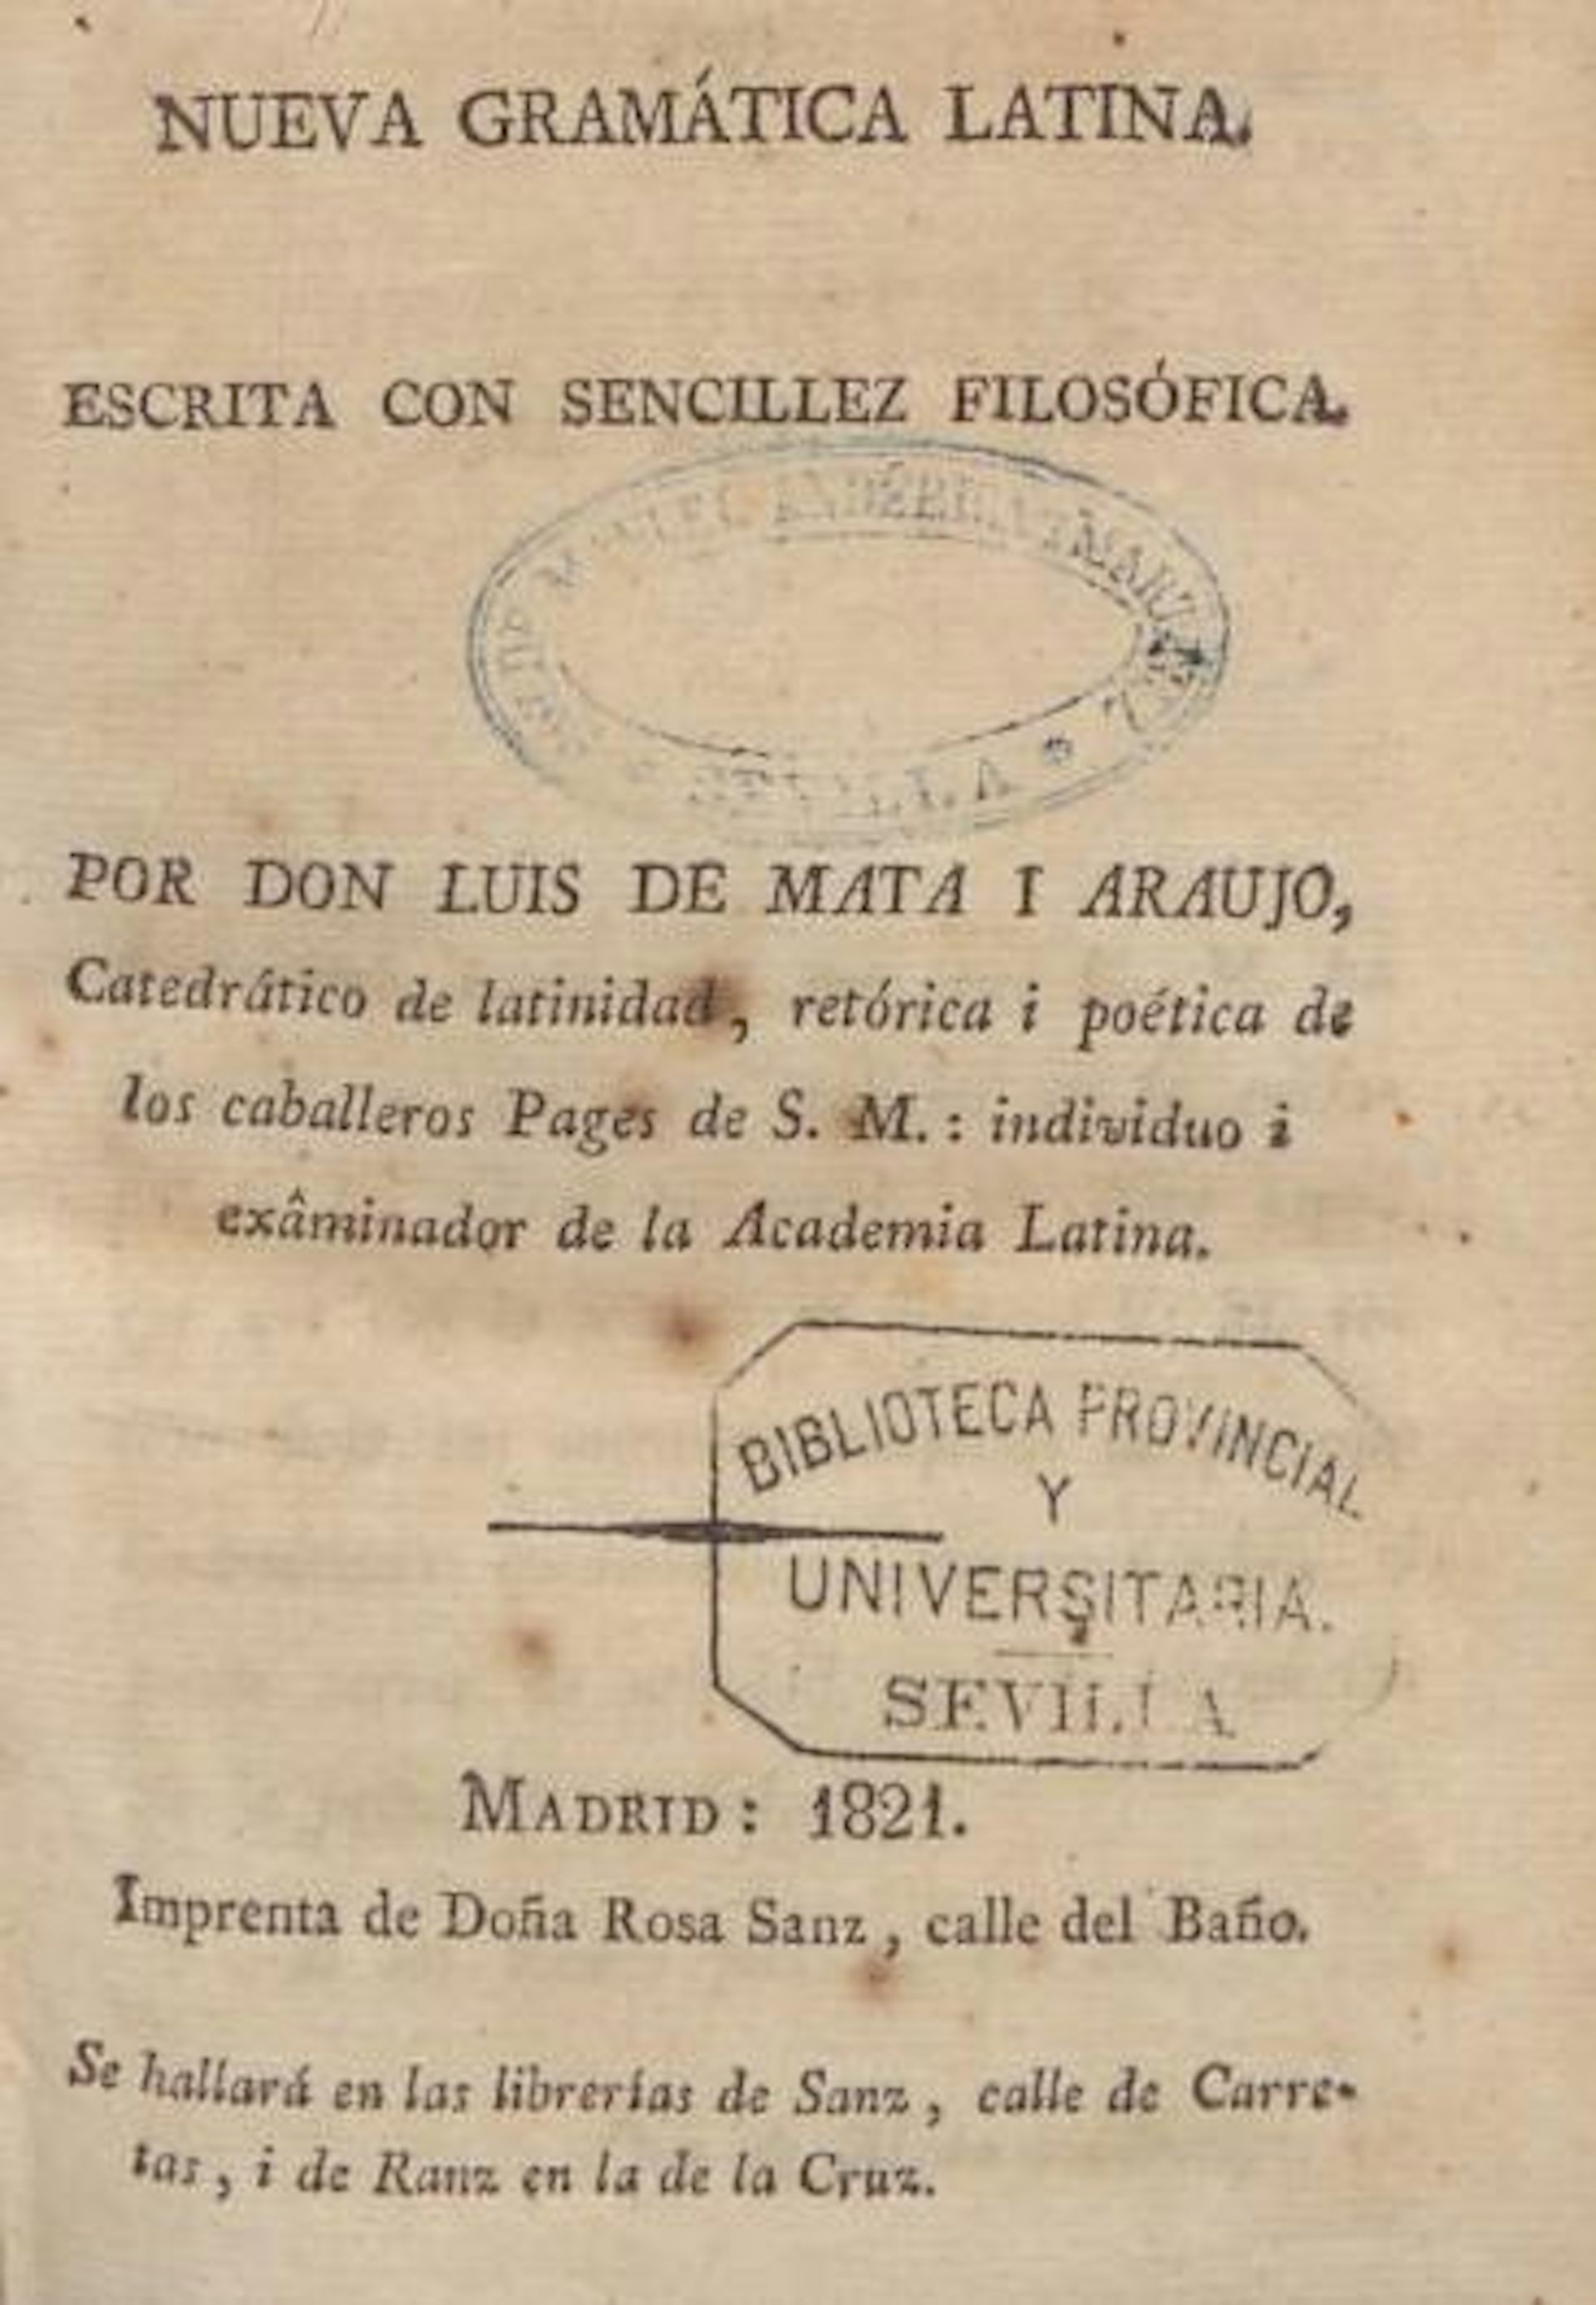 NUEVA GRAMÁTICA LATINA.
ESCRITA CON SENCILLEZ FILOSÓFICA.
SEVILLA
POR DON LUIS DE MATA I ARAUJO,
Catedrático de latinidad, retórica i poética de
los caballeros Pages de S. M.: individuo i
exâminador de la Academia Latina.
BIBLIOTECA PROVINCIAL
Y
UNIVERSITARIA.
SEVILLA
MADRID: 1821.
Imprenta de Doña Rosa Sanz, calle del Baño.
Se hallará en las librerías de Sanz, calle de Carre-
tas, i de Ranz en la de la Cruz.